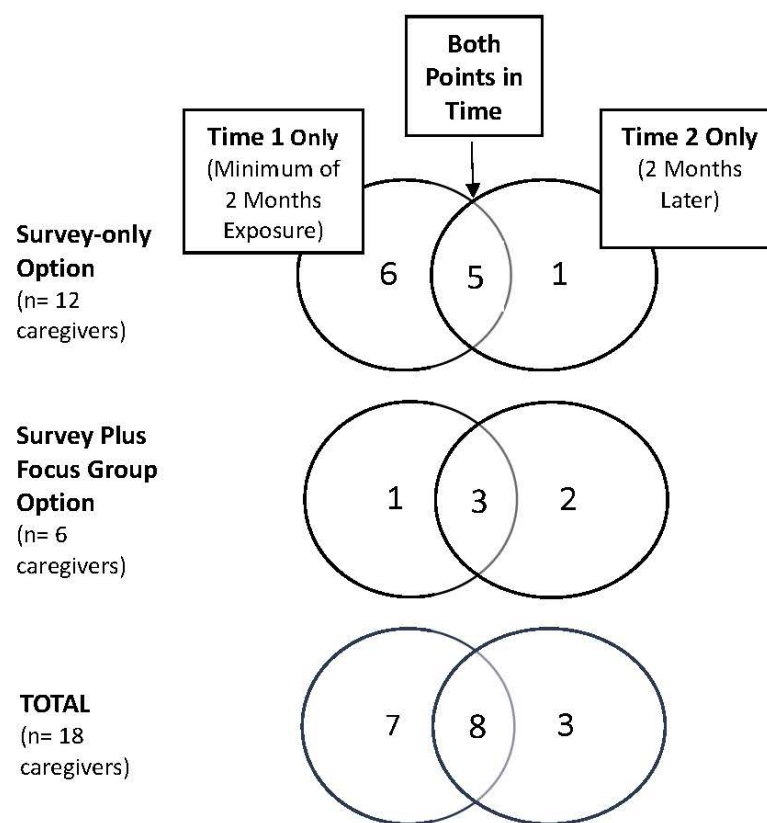 Both
Points in
Time
Time 1 Only
(Minimum of
2 Months
Exposure)
Time 2 Only
(2 Months
Later)
Survey-only
Option
(n= 12
caregivers)
6
5
1
Survey Plus
Focus Group
Option
(n= 6
caregivers)
1
3
2
TOTAL
(n= 18
caregivers)
7
8
3